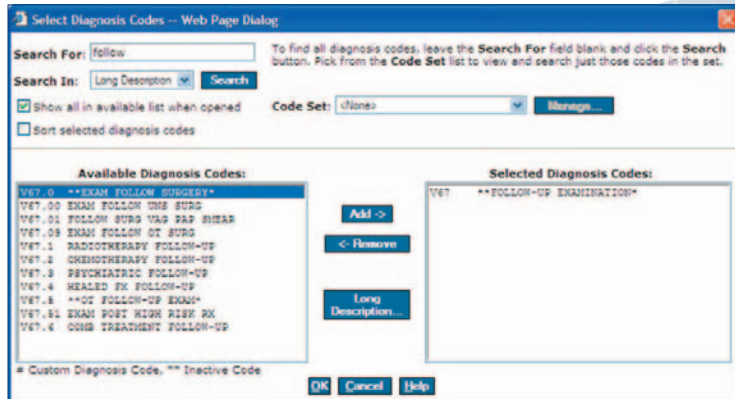 Select Diagnosis Codes -- Web Page Dialog
Search For: follow
To find all diagnosis codes, leave the Search For field blank and click the Search
button. Pick from the Code Set list to view and search just those codes in the set.
Search In: Long Description Search
Show all in available list when opened
Code Set: <None> Manage...
Sort selected diagnosis codes
Available Diagnosis Codes:
Selected Diagnosis Codes:
V67.0 **EXAM FOLLOW SURGERY*
V67.00 EXAM FOLLOW UNS SURG
V67.01 FOLLOW SURG VAG PAP SMEAR
V67.09 EXAM FOLLOW OT SURG
V67.1 RADIOTHERAPY FOLLOW-UP
V67.2 CHEMOTHERAPY FOLLOW-UP
V67.3 PSYCHIATRIC FOLLOW-UP
V67.4 HEALED FX FOLLOW-UP
V67.5 **OT FOLLOW-UP EXAM*
V67.51 EXAM POST HIGH RISK RX
V67.6 COMB TREATMENT FOLLOW-UP
Add ->
<- Remove
Long
Description...
V67 **FOLLOW-UP EXAMINATION*
# Custom Diagnosis Code, ** Inactive Code
OK Cancel Help